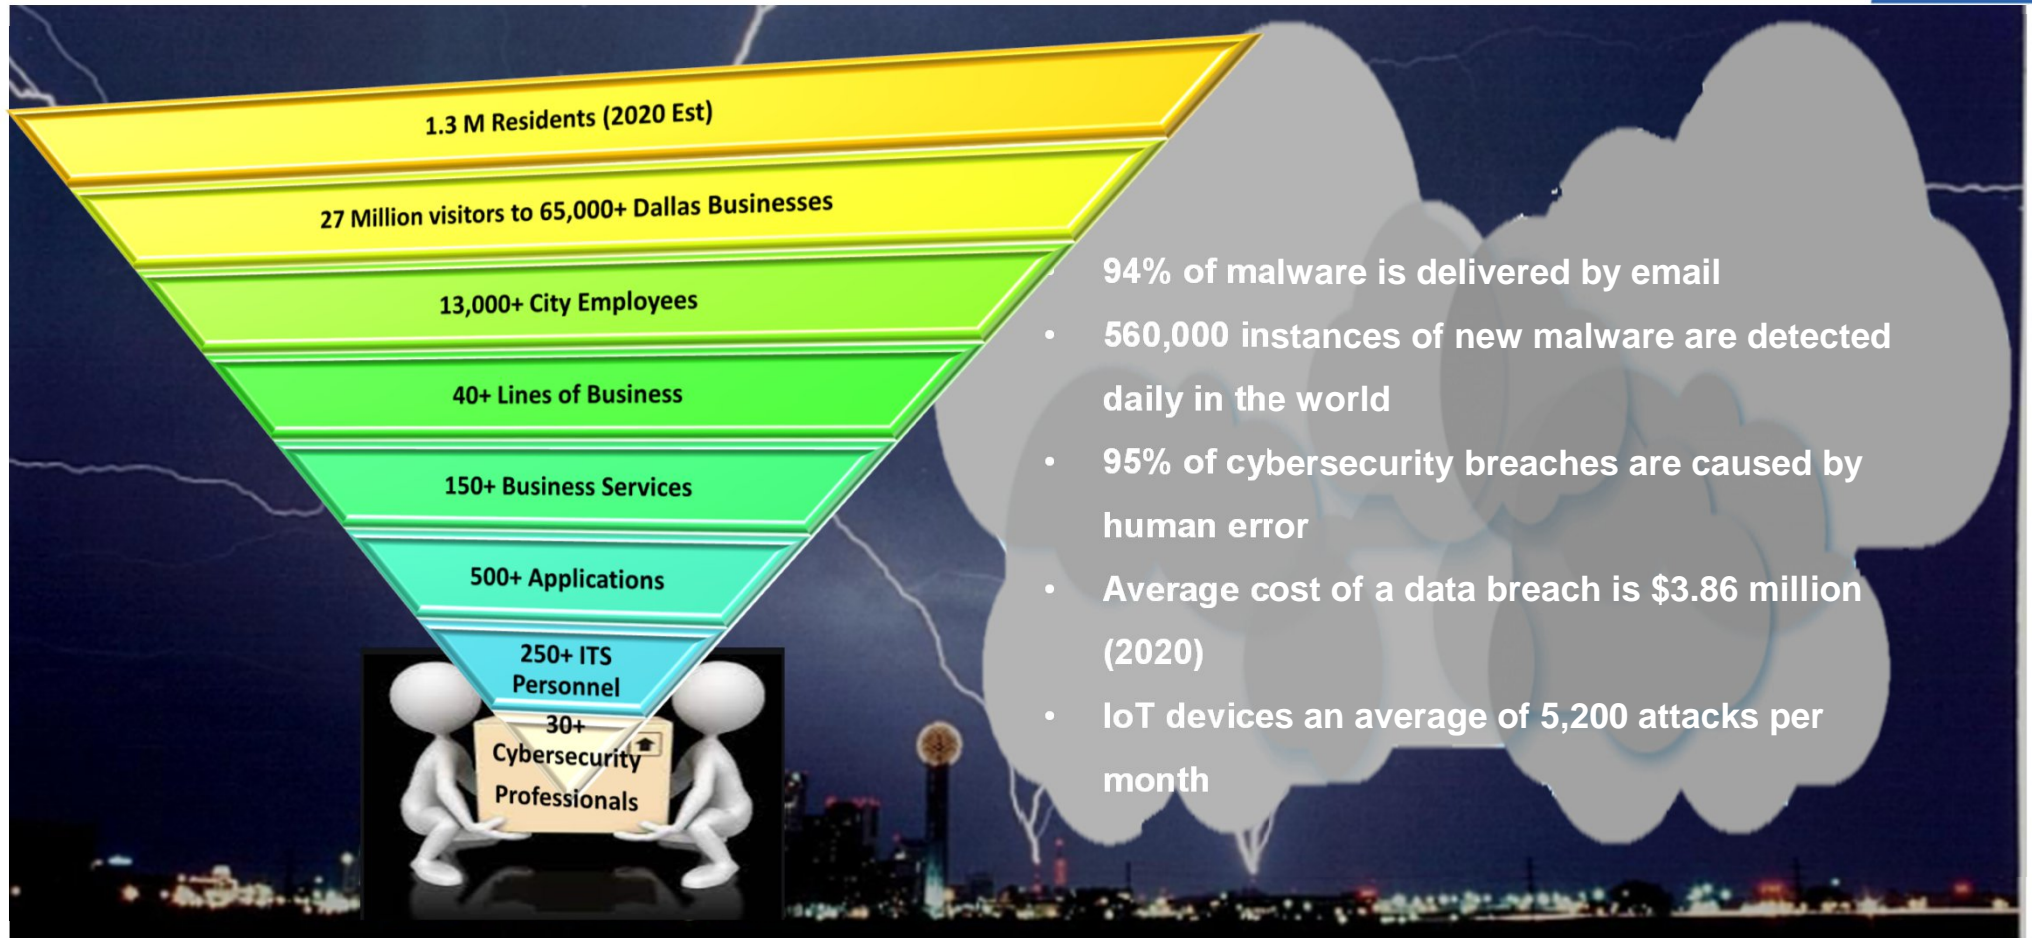 1.3 M Residents (2020 Est)
27 Million visitors to 65,000+ Dallas Businesses
13,000+ City Employees
40+ Lines of Business
150+ Business Services
500+ Applications
250+ ITS
Personnel
30+
Cybersecurity
Professionals
• 94% of malware is delivered by email
• 560,000 instances of new malware are detected
daily in the world
• 95% of cybersecurity breaches are caused by
human error
• Average cost of a data breach is $3.86 million
(2020)
• IoT devices an average of 5,200 attacks per
month